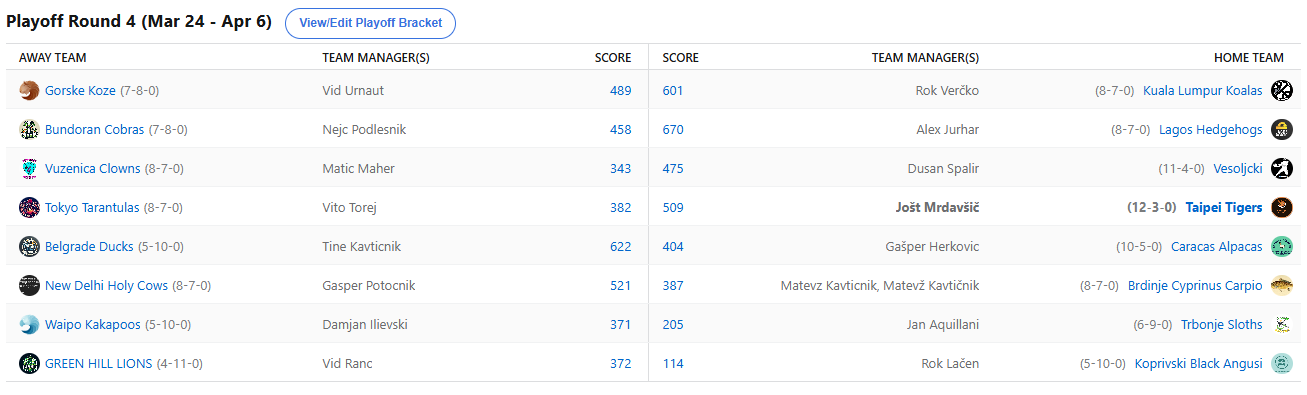 Playoff Round 4 (Mar 24 - Apr 6) View/Edit Playoff Bracket
AWAY TEAM TEAM MANAGER(S) SCORE SCORE TEAM MANAGER(S) HOME TEAM
Gorske Koze (7-8-0) Vid Urnaut 489 601 Rok Verčko (8-7-0) Kuala Lumpur Koalas
Bundoran Cobras (7-8-0) Nejc Podlesnik 458 670 Alex Jurhar (8-7-0) Lagos Hedgehogs
Vuzenica Clowns (8-7-0) Matic Maher 343 475 Dusan Spalir (11-4-0) Vesoljcki
Tokyo Tarantulas (8-7-0) Vito Torej 382 509 Jošt Mrdavšič (12-3-0) Taipei Tigers
Belgrade Ducks (5-10-0) Tine Kavticnik 622 404 Gašper Herkovic (10-5-0) Caracas Alpacas
New Delhi Holy Cows (8-7-0) Gasper Potocnik 521 387 Matevz Kavticnik, Matevž Kavtičnik (8-7-0) Brdinje Cyprinus Carpio
Waipo Kakapoos (5-10-0) Damjan Ilievski 371 205 Jan Aquillani (6-9-0) Trbonje Sloths
GREEN HILL LIONS (4-11-0) Vid Ranc 372 114 Rok Lačen (5-10-0) Koprivski Black Angusi